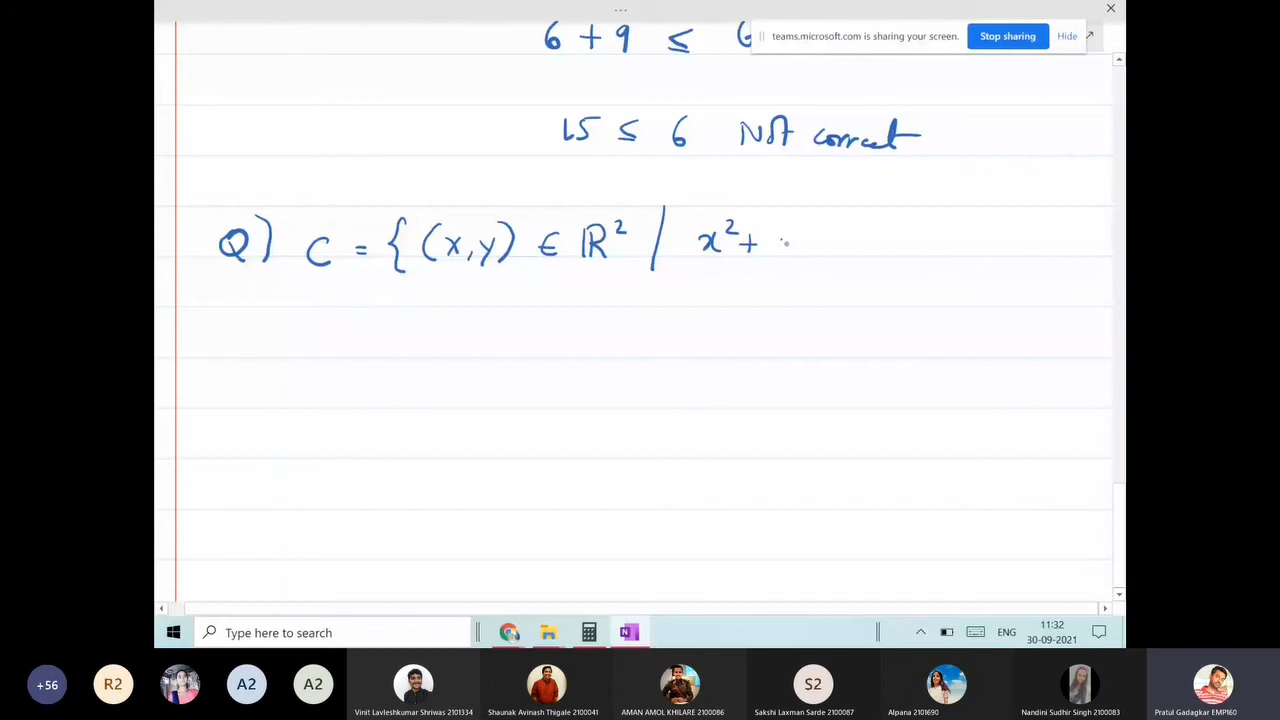 6 + 9 ≤ 6
teams.microsoft.com is sharing your screen. Stop sharing Hide
15 ≤ 6 Not correct
Q) C = { (x,y) ∈ ℝ² / x² +
Type here to search
ENG
11:32
30-09-2021
+56 R2 A2 A2 S2
Vinit Lavleshkumar Shriwas 2101334 Shaunak Avinash Thigale 2100041 AMAN AMOL KHILARE 2100086 Sakshi Laxman Sarde 2100087 Alpana 2101690 Nandini Sudhir Singh 2100083 Pratul Gadagkar EMP160